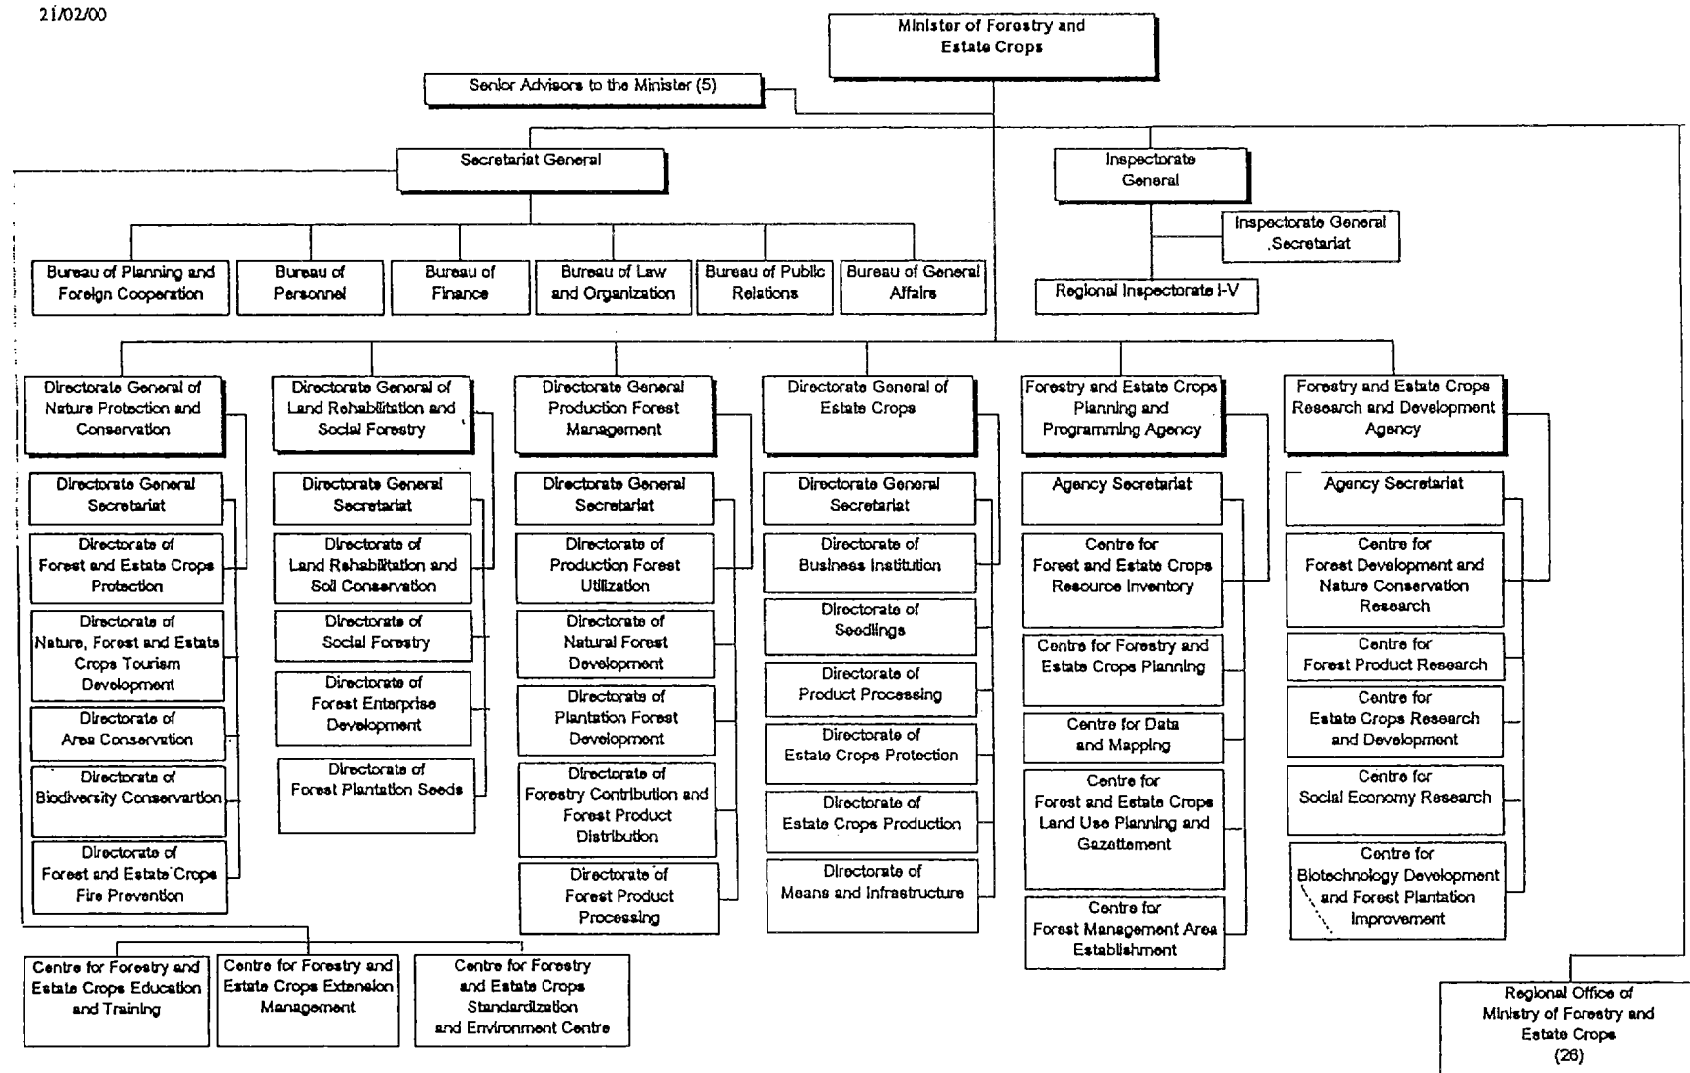 21/02/00
Minister of Forestry and
Estate Crops
Senior Advisors to the Minister (5)
Secretariat General
Inspectorate
General
Inspectorate General
Secretariat
Regional Inspectorate I-V
Bureau of Planning and
Foreign Cooperation
Bureau of
Personnel
Bureau of
Finance
Bureau of Law
and Organization
Bureau of Public
Relations
Bureau of General
Affairs
Directorate General of
Nature Protection and
Conservation
Directorate General
Secretariat
Directorate of
Forest and Estate Crops
Protection
Directorate of
Nature, Forest and Estate
Crops Tourism
Development
Directorate of
Area Conservation
Directorate of
Biodiversity Conservartion
Directorate of
Forest and Estate Crops
Fire Prevention
Directorate General of
Land Rehabilitation and
Social Forestry
Directorate General
Secretariat
Directorate of
Land Rehabilitation and
Soil Conservation
Directorate of
Social Forestry
Directorate of
Forest Enterprise
Development
Directorate of
Forest Plantation Seeds
Directorate General
Production Forest
Management
Directorate General
Secretariat
Directorate of
Production Forest
Utilization
Directorate of
Natural Forest
Development
Directorate of
Plantation Forest
Development
Directorate of
Forestry Contribution and
Forest Product
Distribution
Directorate of
Forest Product
Processing
Directorate General of
Estate Crops
Directorate General
Secretariat
Directorate of
Business Institution
Directorate of
Seedlings
Directorate of
Product Processing
Directorate of
Estate Crops Protection
Directorate of
Estate Crops Production
Directorate of
Means and Infrastructure
Forestry and Estate Crops
Planning and
Programming Agency
Agency Secretariat
Centre for
Forest and Estate Crops
Resource Inventory
Centre for Forestry and
Estate Crops Planning
Centre for Data
and Mapping
Centre for
Forest and Estate Crops
Land Use Planning and
Gazettement
Centre for
Forest Management Area
Establishment
Forestry and Estate Crops
Research and Development
Agency
Agency Secretariat
Centre for
Forest Development and
Nature Conservation
Research
Centre for
Forest Product Research
Centre for
Estate Crops Research
and Development
Centre for
Social Economy Research
Centre for
Biotechnology Development
and Forest Plantation
Improvement
Centre for Forestry and
Estate Crops Education
and Training
Centre for Forestry and
Estate Crops Extension
Management
Centre for Forestry
and Estate Crops
Standardization
and Environment Centre
Regional Office of
Ministry of Forestry and
Estate Crops
(26)